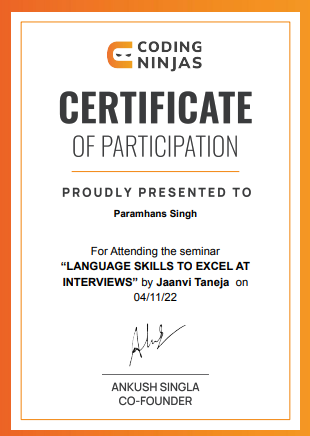 CODING
NINJAS
CERTIFICATE
OF PARTICIPATION
PROUDLY PRESENTED TO
Paramhans Singh
For Attending the seminar
“LANGUAGE SKILLS TO EXCEL AT
INTERVIEWS” by Jaanvi Taneja on
04/11/22
ANKUSH SINGLA
CO-FOUNDER